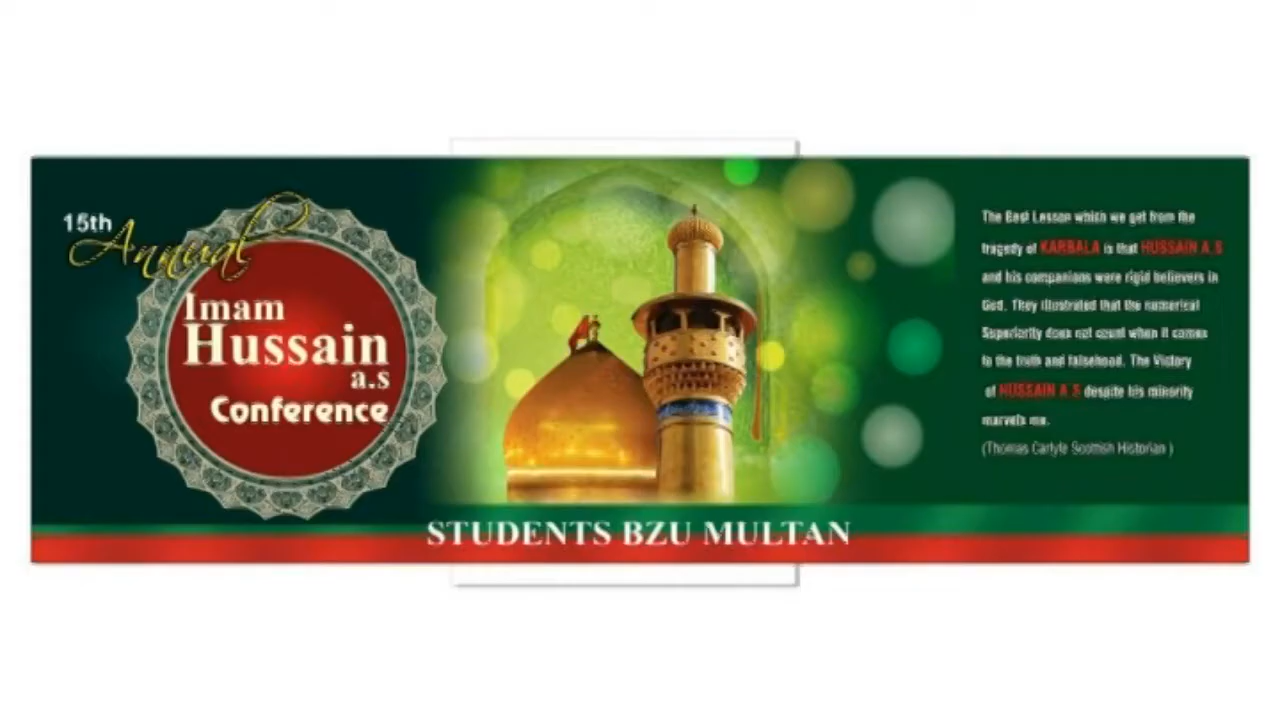 15th
Annual
Imam
Hussain
a.s
Conference
The Best Lesson which we get from the
tragedy of KARBALA is that HUSSAIN A.S
and his companions were rigid believers in
God. They illustrated that the numerical
Superiority does not count when it comes
to the truth and falsehood. The Victory
of HUSSAIN A.S despite his minority
marvels me.
(Thomas Carlyle Scottish Historian )
STUDENTS BZU MULTAN